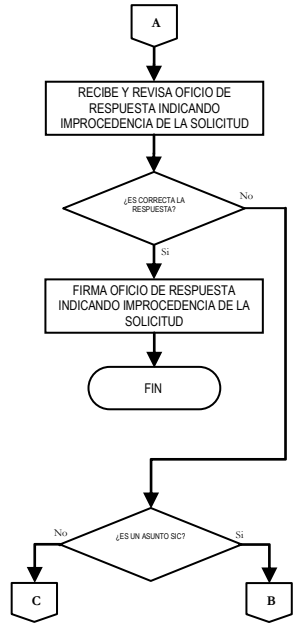 A
RECIBE Y REVISA OFICIO DE
RESPUESTA INDICANDO
IMPROCEDENCIA DE LA SOLICITUD
¿ES CORRECTA LA
RESPUESTA?
No
Si
FIRMA OFICIO DE RESPUESTA
INDICANDO IMPROCEDENCIA DE LA
SOLICITUD
FIN
No
¿ES UN ASUNTO SIC?
Si
C
B